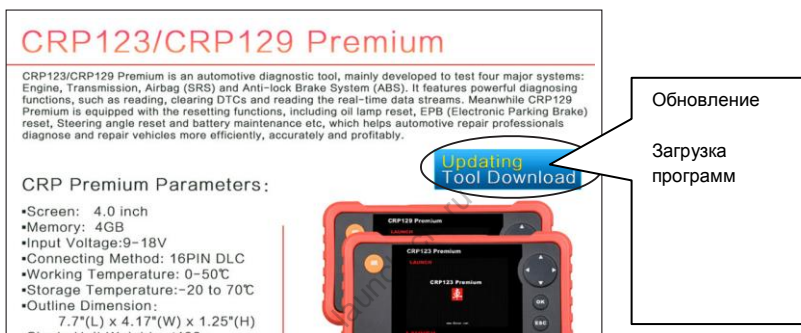 CRP123/CRP129 Premium
CRP123/CRP129 Premium is an automotive diagnostic tool, mainly developed to test four major systems:
Engine, Transmission, Airbag (SRS) and Anti-lock Brake System (ABS). It features powerful diagnosing
functions, such as reading, clearing DTCs and reading the real-time data streams. Meanwhile CRP129
Premium is equipped with the resetting functions, including oil lamp reset, EPB (Electronic Parking Brake)
reset, Steering angle reset and battery maintenance etc, which helps automotive repair professionals
diagnose and repair vehicles more efficiently, accurately and profitably.
Updating
Tool Download
Обновление
Загрузка
программ
CRP Premium Parameters:
▪Screen: 4.0 inch
▪Memory: 4GB
▪Input Voltage:9-18V
▪Connecting Method: 16PIN DLC
▪Working Temperature: 0-50℃
▪Storage Temperature:-20 to 70℃
▪Outline Dimension:
7.7"(L) x 4.17"(W) x 1.25"(H)
CRP129 Premium
LAUNCH
CRP123 Premium
LAUNCH
CRP123 Premium
OK
ESC